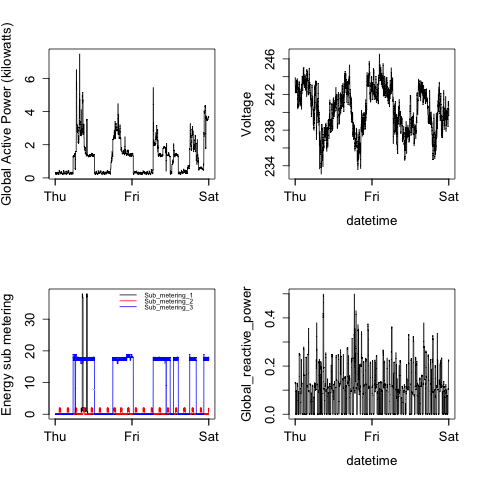 Global Active Power (kilowatts)
0 2 4 6
Thu Fri Sat
Voltage
234 238 242 246
Thu Fri Sat
datetime
Energy sub metering
0 10 20 30
Sub_metering_1
Sub_metering_2
Sub_metering_3
Thu Fri Sat
Global_reactive_power
0.0 0.2 0.4
Thu Fri Sat
datetime